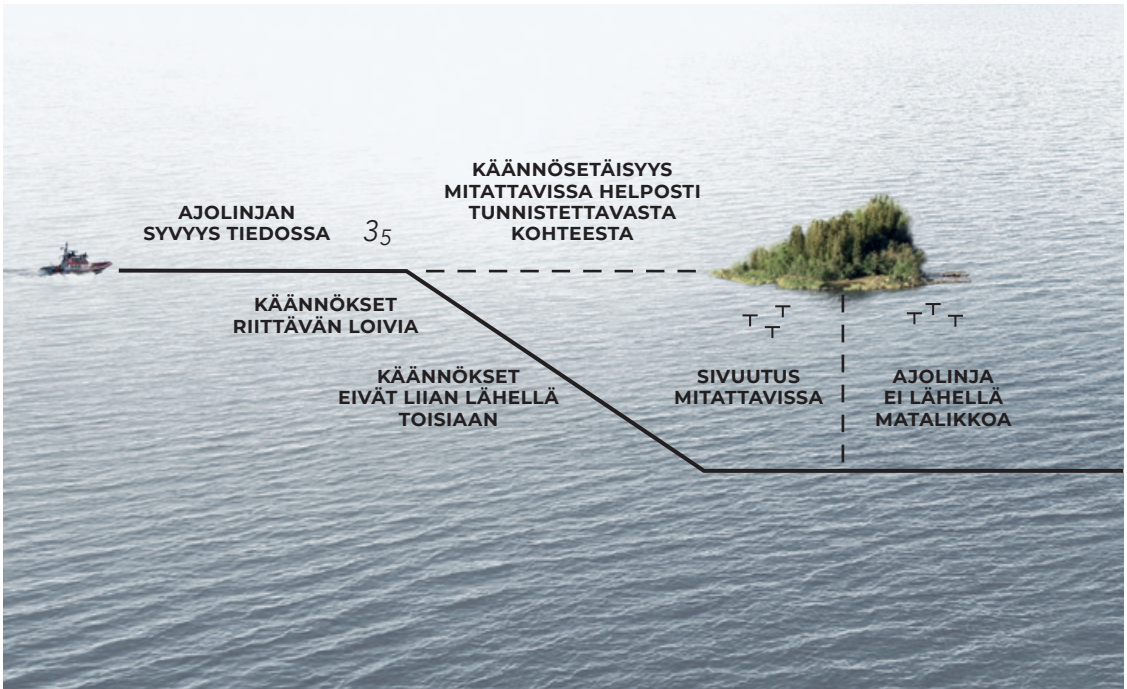 KÄÄNNÖSETÄISYYS
MITATTAVISSA HELPOSTI
TUNNISTETTAVASTA
KOHTEESTA
AJOLINJAN
SYVYYS TIEDOSSA
35
KÄÄNNÖKSET
RIITTÄVÄN LOIVIA
KÄÄNNÖKSET
EIVÄT LIIAN LÄHELLÄ
TOISIAAN
SIVUUTUS
MITATTAVISSA
AJOLINJA
EI LÄHELLÄ
MATALIKKOA